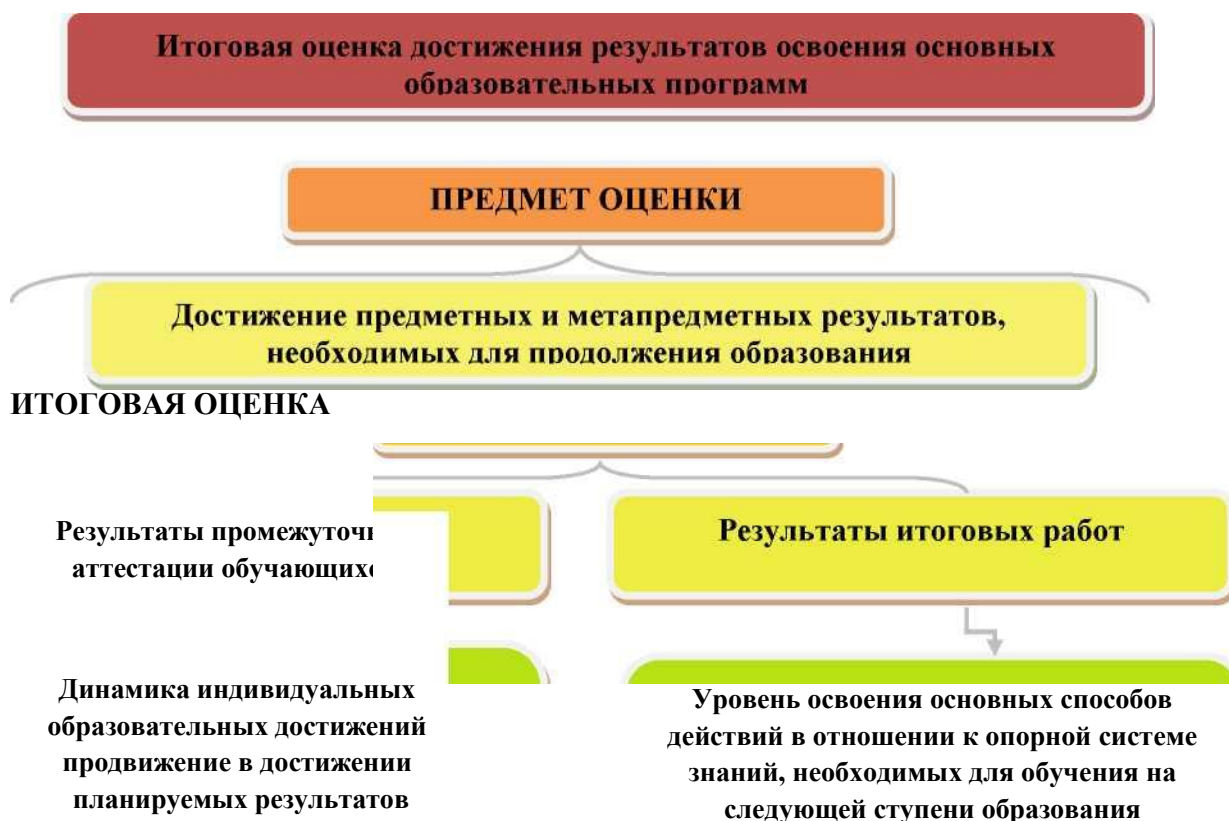 Итоговая оценка достижения результатов освоения основных
образовательных программ
ПРЕДМЕТ ОЦЕНКИ
Достижение предметных и метапредметных результатов,
необходимых для продолжения образования
ИТОГОВАЯ ОЦЕНКА
Результаты
аттестации
Результаты итоговых работ
Динамика индивидуальных
образовательных достижений
продвижение в достижении
планируемых результатов
Уровень освоения основных способов
действий в отношении к опорной системе
знаний, необходимых для обучения на
следующей ступени образования